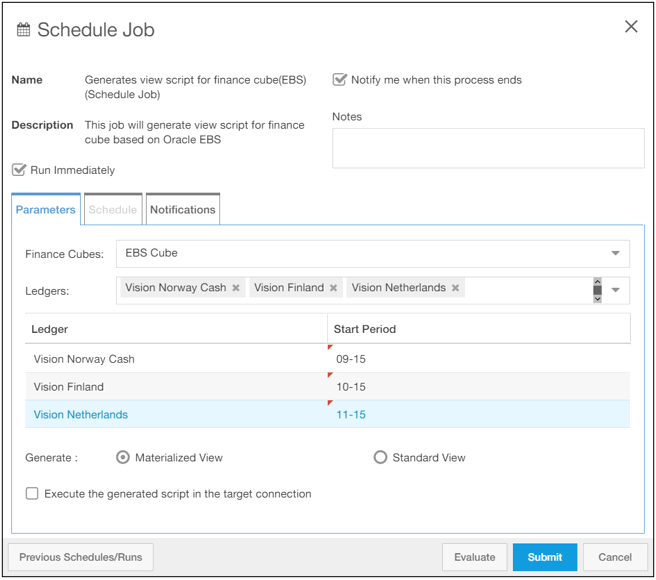 Schedule Job
Name
Generates view script for finance cube(EBS)
(Schedule Job)
Notify me when this process ends
Notes
Description
This job will generate view script for finance
cube based on Oracle EBS
Run Immediately
Parameters
Schedule
Notifications
Finance Cubes:
EBS Cube
Ledgers:
Vision Norway Cash
Vision Finland
Vision Netherlands
Ledger
Start Period
Vision Norway Cash
09-15
Vision Finland
10-15
Vision Netherlands
11-15
Generate :
Materialized View
Standard View
Execute the generated script in the target connection
Previous Schedules/Runs
Evaluate
Submit
Cancel